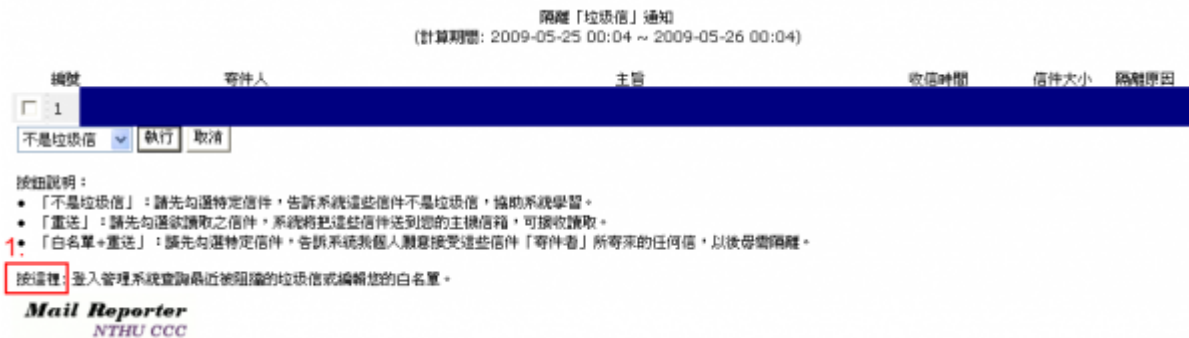 隔離「垃圾信」通知
(計算期間: 2009-05-25 00:04 ~ 2009-05-26 00:04)
編號 寄件人 主旨 收信時間 信件大小 隔離原因
1
不是垃圾信 執行 取消
按鈕說明：
• 「不是垃圾信」：請先勾選特定信件，告訴系統這些信件不是垃圾信，協助系統學習。
• 「重送」：請先勾選欲讀取之信件，系統將把這些信件送到您的主機信箱，可接收讀取。
• 「白名單+重送」：請先勾選特定信件，告訴系統我個人願意接受這些信件「寄件者」所寄來的任何信，以後毋需隔離。
1.
按這裡: 登入管理系統查詢最近被阻擋的垃圾信或編輯您的白名單。
Mail Reporter
NTHU CCC